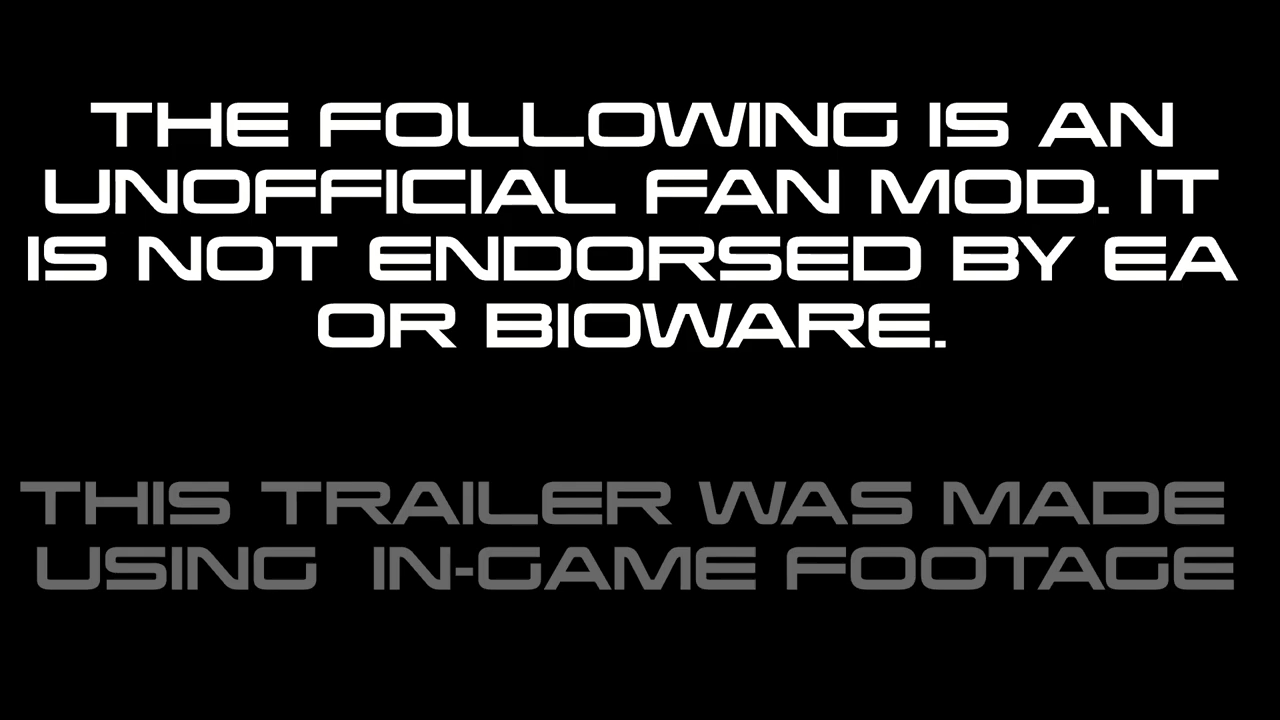 THE FOLLOWING IS AN
UNOFFICIAL FAN MOD. IT
IS NOT ENDORSED BY EA
OR BIOWARE.
THIS TRAILER WAS MADE
USING  IN-GAME FOOTAGE